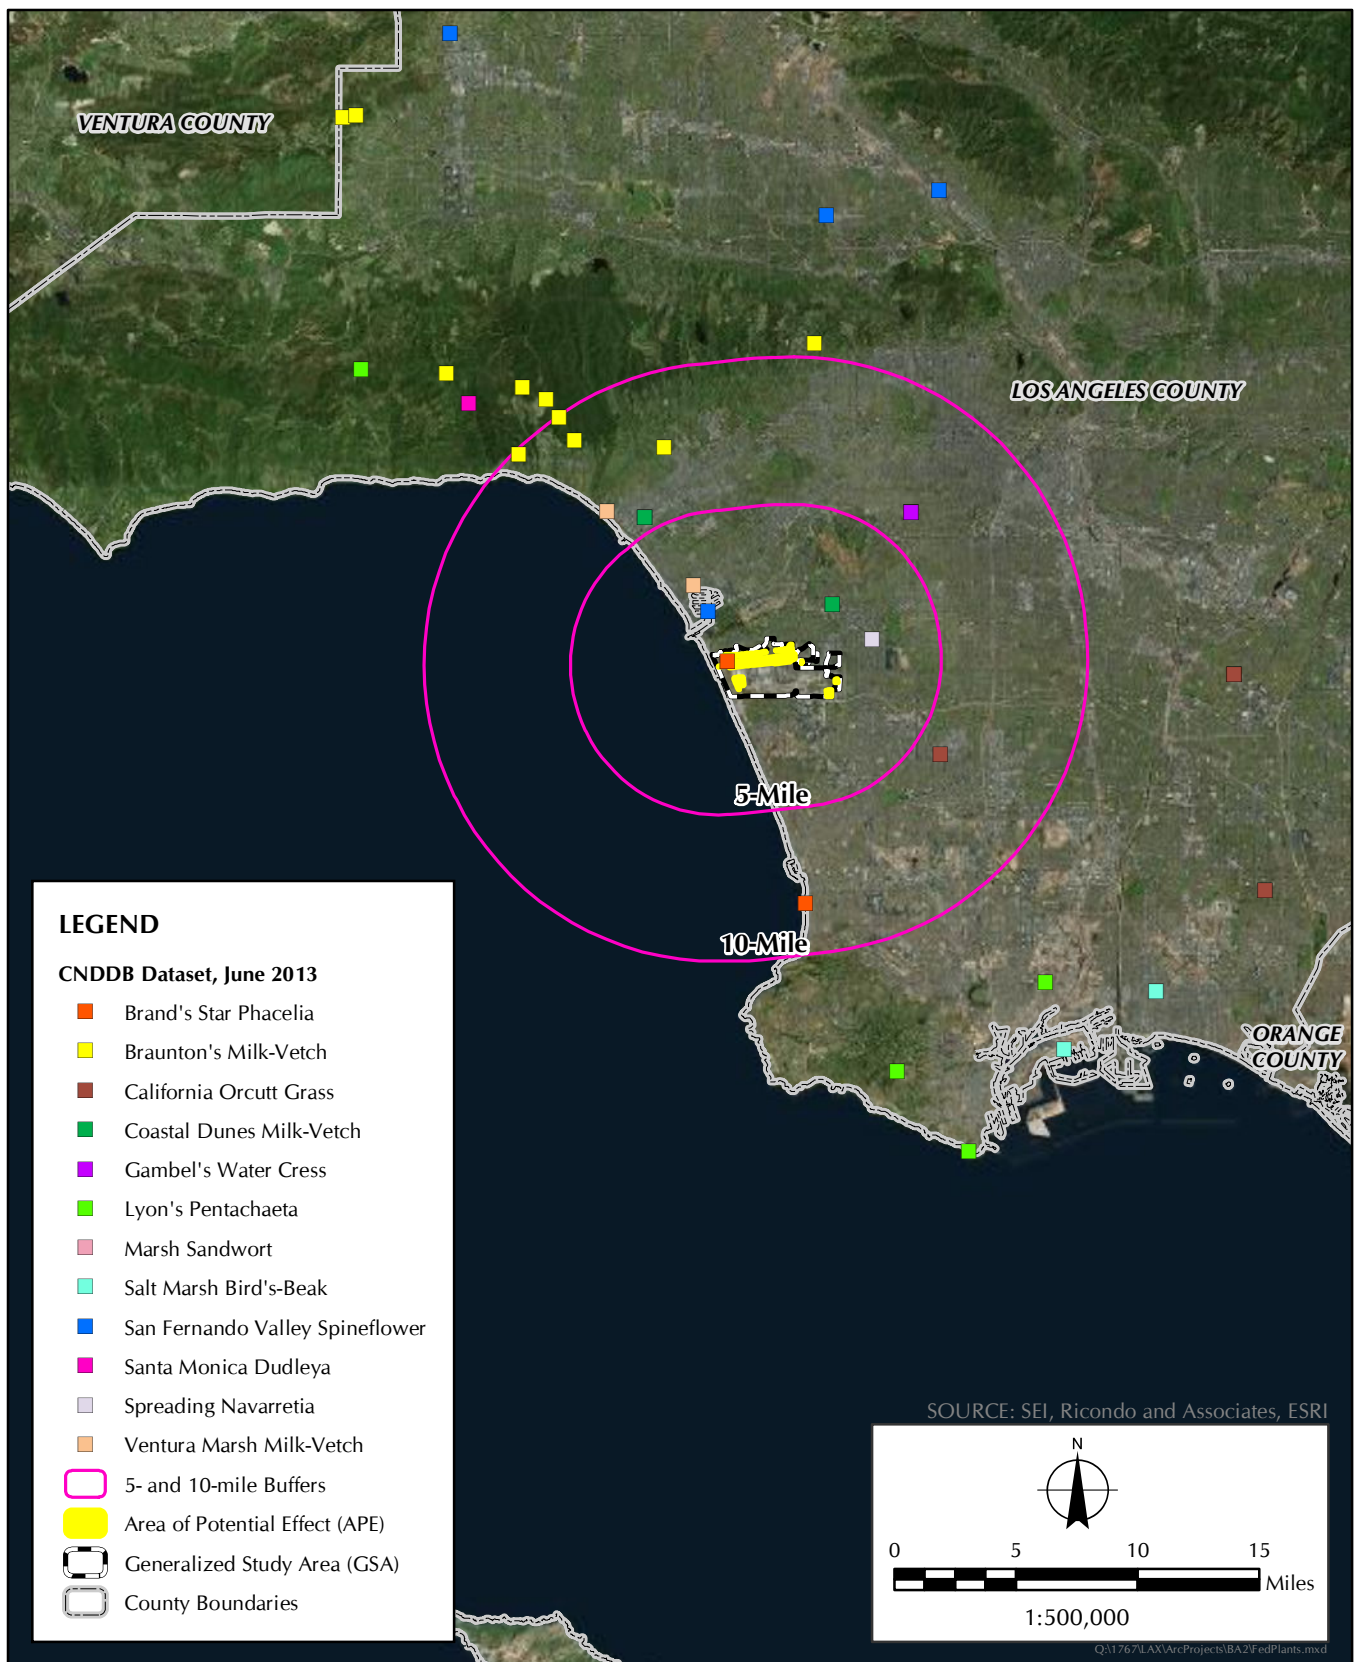 VENTURA COUNTY
LOS ANGELES COUNTY
5-Mile
10-Mile
ORANGE
COUNTY
LEGEND
CNDDB Dataset, June 2013
Brand's Star Phacelia
Braunton's Milk-Vetch
California Orcutt Grass
Coastal Dunes Milk-Vetch
Gambel's Water Cress
Lyon's Pentachaeta
Marsh Sandwort
Salt Marsh Bird's-Beak
San Fernando Valley Spineflower
Santa Monica Dudleya
Spreading Navarretia
Ventura Marsh Milk-Vetch
5- and 10-mile Buffers
Area of Potential Effect (APE)
Generalized Study Area (GSA)
County Boundaries
SOURCE: SEI, Ricondo and Associates, ESRI
N
0 5 10 15
Miles
1:500,000
Q:\1767\LAX\ArcProjects\BA2\FedPlants.mxd